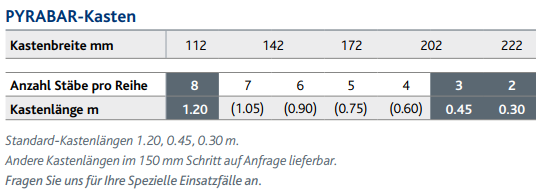 PYRABAR-Kasten
Kastenbreite mm 112 142 172 202 222
Anzahl Stäbe pro Reihe 8 7 6 5 4 3 2
Kastenlänge m 1.20 (1.05) (0.90) (0.75) (0.60) 0.45 0.30
Standard-Kastenlängen 1.20, 0.45, 0.30 m.
Andere Kastenlängen im 150 mm Schritt auf Anfrage lieferbar.
Fragen Sie uns für Ihre Spezielle Einsatzfälle an.